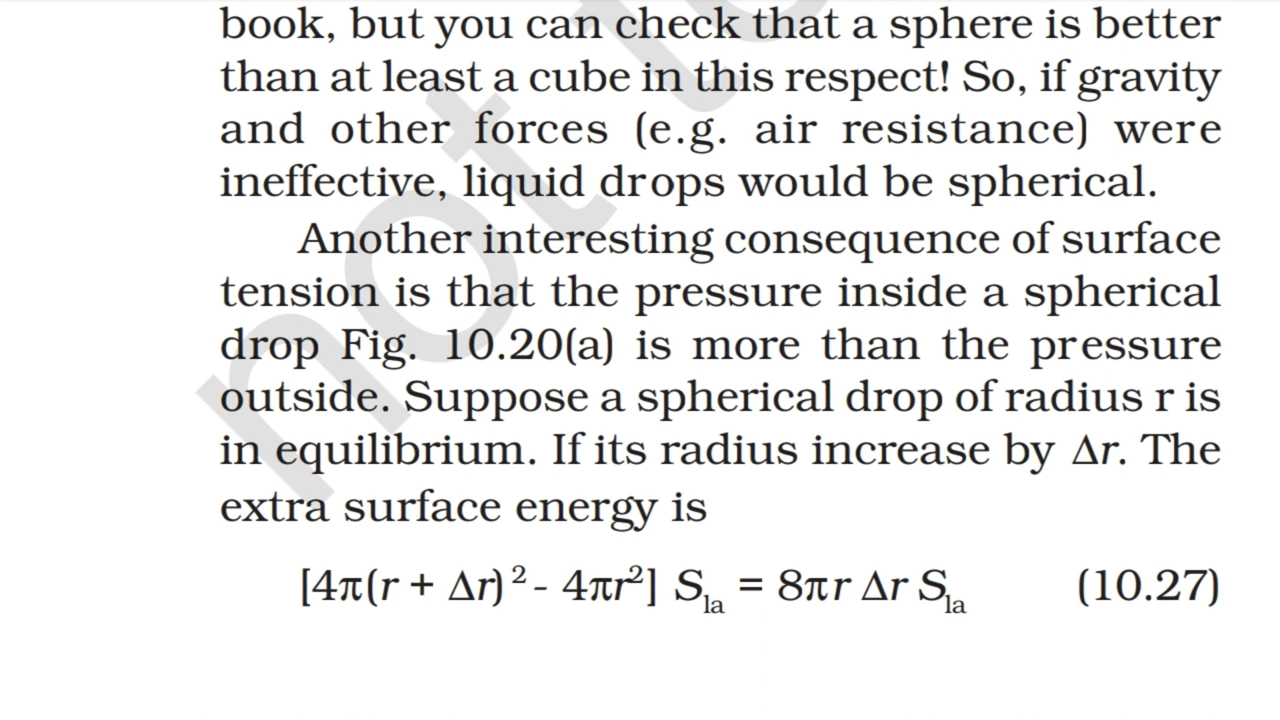 book, but you can check that a sphere is better
than at least a cube in this respect! So, if gravity
and other forces (e.g. air resistance) were
ineffective, liquid drops would be spherical.
Another interesting consequence of surface
tension is that the pressure inside a spherical
drop Fig. 10.20(a) is more than the pressure
outside. Suppose a spherical drop of radius r is
in equilibrium. If its radius increase by Δr. The
extra surface energy is
[4π(r + Δr)² - 4πr²] Sₗₐ = 8πr Δr Sₗₐ (10.27)
not